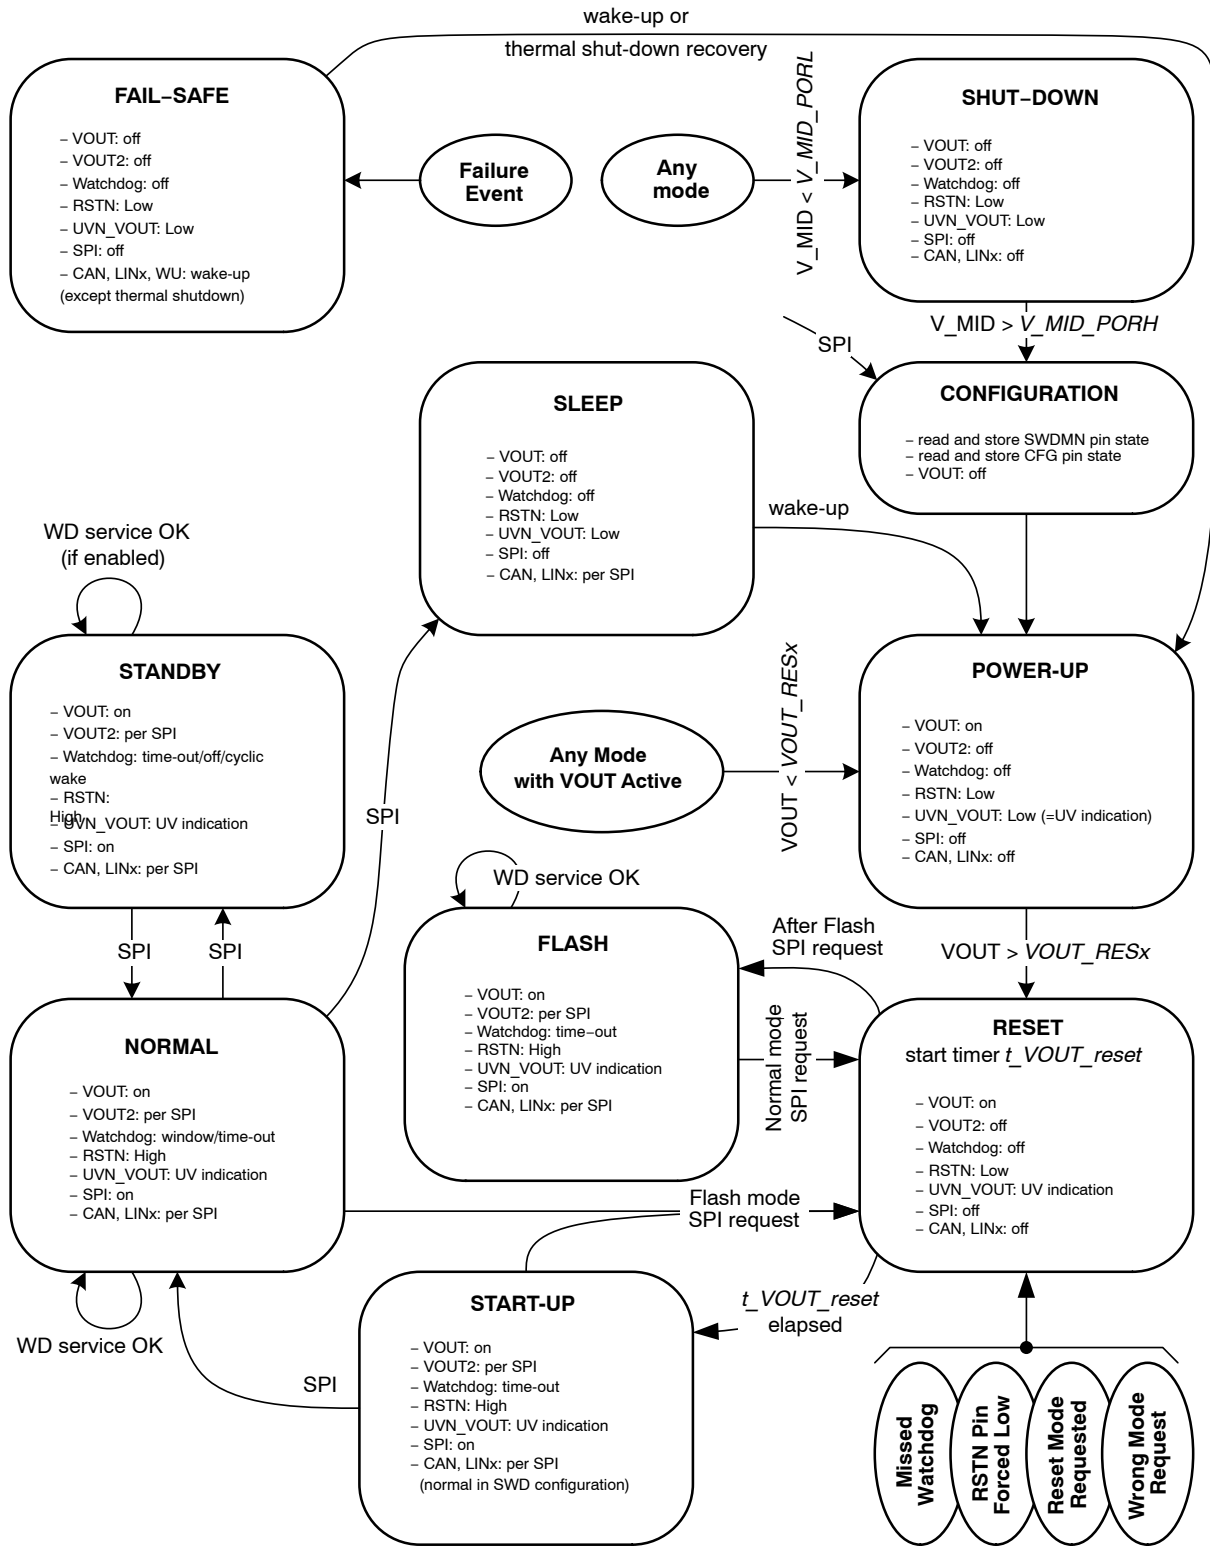 wake-up or
thermal shut-down recovery
FAIL–SAFE
– VOUT: off
– VOUT2: off
– Watchdog: off
– RSTN: Low
– UVN_VOUT: Low
– SPI: off
– CAN, LINx, WU: wake-up
(except thermal shutdown)
Failure
Event
Any
mode
V_MID < V_MID_PORL
SHUT–DOWN
– VOUT: off
– VOUT2: off
– Watchdog: off
– RSTN: Low
– UVN_VOUT: Low
– SPI: off
– CAN, LINx: off
V_MID > V_MID_PORH
SPI
CONFIGURATION
– read and store SWDMN pin state
– read and store CFG pin state
– VOUT: off
SLEEP
– VOUT: off
– VOUT2: off
– Watchdog: off
– RSTN: Low
– UVN_VOUT: Low
– SPI: off
– CAN, LINx: per SPI
wake-up
WD service OK
(if enabled)
STANDBY
– VOUT: on
– VOUT2: per SPI
– Watchdog: time-out/off/cyclic
wake
– RSTN:
High
– UVN_VOUT: UV indication
– SPI: on
– CAN, LINx: per SPI
SPI
Any Mode
with VOUT Active
VOUT < VOUT_RESx
POWER-UP
– VOUT: on
– VOUT2: off
– Watchdog: off
– RSTN: Low
– UVN_VOUT: Low (=UV indication)
– SPI: off
– CAN, LINx: off
VOUT > VOUT_RESx
SPI
SPI
WD service OK
FLASH
– VOUT: on
– VOUT2: per SPI
– Watchdog: time–out
– RSTN: High
– UVN_VOUT: UV indication
– SPI: on
– CAN, LINx: per SPI
After Flash
SPI request
Normal mode
SPI request
RESET
start timer t_VOUT_reset
– VOUT: on
– VOUT2: off
– Watchdog: off
– RSTN: Low
– UVN_VOUT: UV indication
– SPI: off
– CAN, LINx: off
NORMAL
– VOUT: on
– VOUT2: per SPI
– Watchdog: window/time-out
– RSTN: High
– UVN_VOUT: UV indication
– SPI: on
– CAN, LINx: per SPI
WD service OK
Flash mode
SPI request
SPI
START-UP
– VOUT: on
– VOUT2: per SPI
– Watchdog: time-out
– RSTN: High
– UVN_VOUT: UV indication
– SPI: on
– CAN, LINx: per SPI
(normal in SWD configuration)
t_VOUT_reset
elapsed
Missed
Watchdog
RSTN Pin
Forced Low
Reset Mode
Requested
Wrong Mode
Request